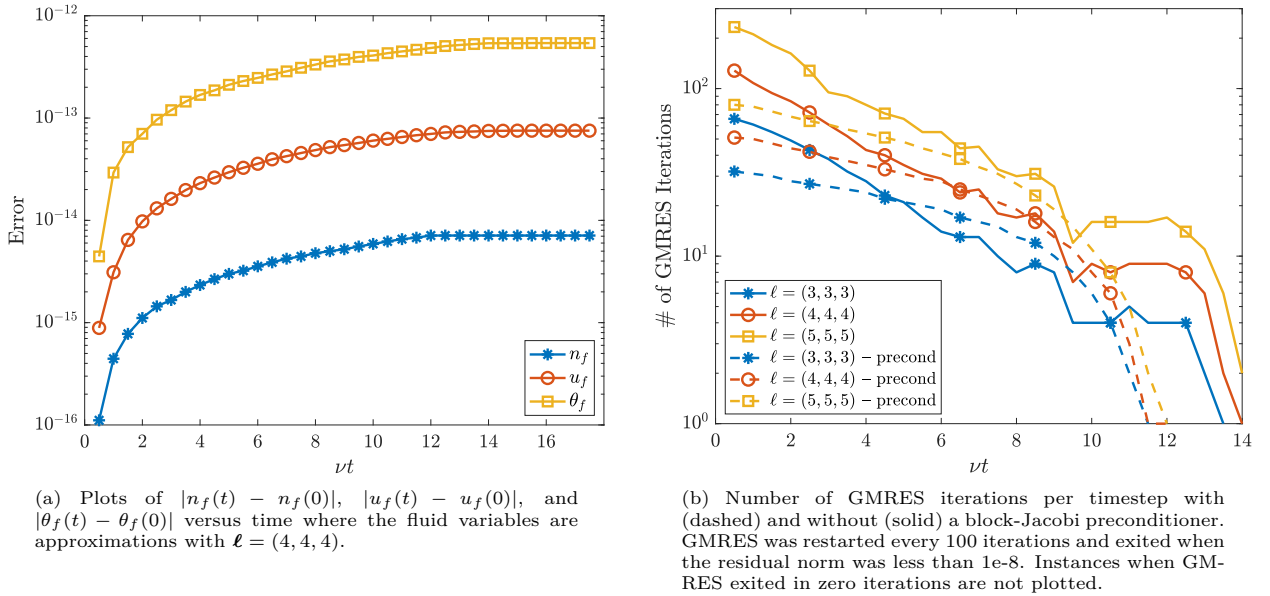 10^{-12}
10^{-13}
10^{-14}
10^{-15}
10^{-16}
Error
n_f
u_f
θ_f
0 2 4 6 8 10 12 14 16
νt
(a) Plots of |n_f(t) − n_f(0)|, |u_f(t) − u_f(0)|, and
|θ_f(t) − θ_f(0)| versus time where the fluid variables are
approximations with ℓ = (4, 4, 4).
10^2
10^1
10^0
# of GMRES Iterations
ℓ = (3, 3, 3)
ℓ = (4, 4, 4)
ℓ = (5, 5, 5)
ℓ = (3, 3, 3) – precond
ℓ = (4, 4, 4) – precond
ℓ = (5, 5, 5) – precond
0 2 4 6 8 10 12 14
νt
(b) Number of GMRES iterations per timestep with
(dashed) and without (solid) a block-Jacobi preconditioner.
GMRES was restarted every 100 iterations and exited when
the residual norm was less than 1e-8. Instances when GM-
RES exited in zero iterations are not plotted.